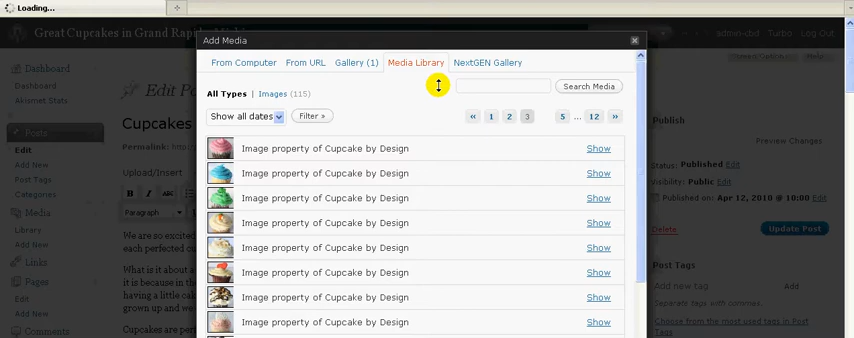 Loading...
Great Cupcakes in Grand Rapids
admin-cbd Turbo Log Out
Add Media
From Computer From URL Gallery (1) Media Library NextGEN Gallery
Search Media
All Types | Images (115)
Show all dates Filter »
« 1 2 3 5 ... 12 »
Image property of Cupcake by Design Show
Image property of Cupcake by Design Show
Image property of Cupcake by Design Show
Image property of Cupcake by Design Show
Image property of Cupcake by Design Show
Image property of Cupcake by Design Show
Image property of Cupcake by Design Show
Image property of Cupcake by Design Show
Dashboard
Dashboard
Akismet Stats
Posts
Edit
Add New
Post Tags
Categories
Media
Library
Add New
Links
Pages
Edit
Add New
Comments
Edit Po
Cupcakes
Permalink: http:/
Upload/Insert
B I ABC
Paragraph
We are so excited
each perfected cu
What is it about a
it is because in the
having a little cak
grown up and we
Cupcakes are per
Publish
Preview Changes
Status: Published Edit
Visibility: Public Edit
Published on: Apr 12, 2010 @ 10:00 Edit
Delete Update Post
Post Tags
Add new tag Add
Separate tags with commas.
Choose from the most used tags in Post
Tags